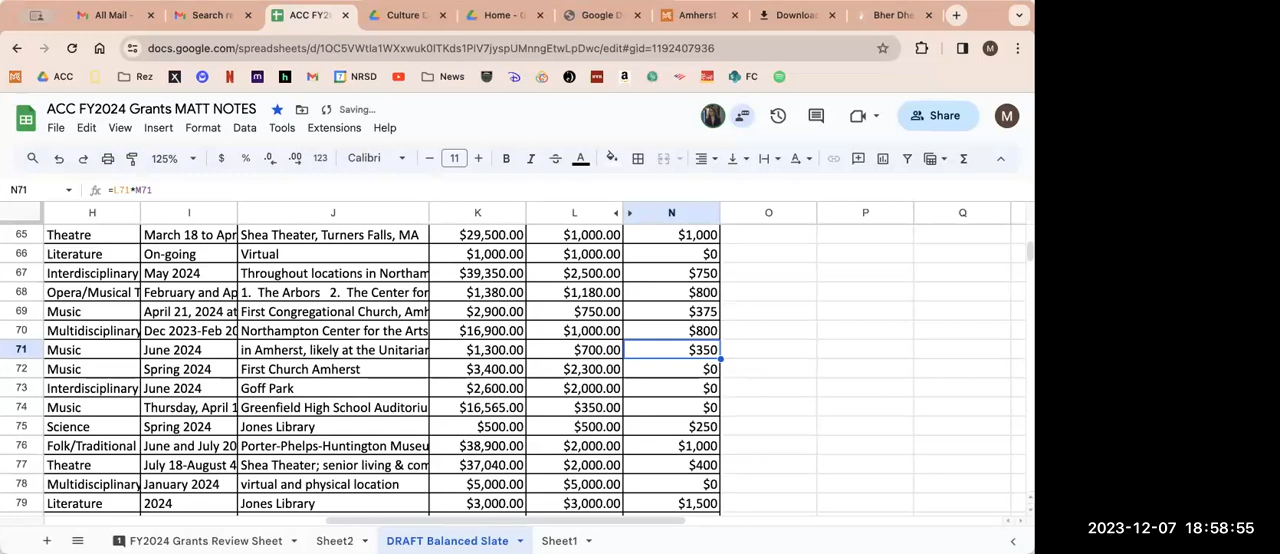 All Mail - Search re ACC FY2 Culture D Home - G Google D Amherst Downloa Bher Dhe
docs.google.com/spreadsheets/d/1OC5VWtla1WXxwuk0lTKds1PlV7jyspUMnngEtwLpDwc/edit#gid=1192407936
ACC Rez NRSD News FC
ACC FY2024 Grants MATT NOTES Saving...
File Edit View Insert Format Data Tools Extensions Help
Share M
125% $ % .0 .00 123 Calibri 11 B I A
N71 fx =L71*M71
H I J K L N O P Q
65 Theatre March 18 to Apr Shea Theater, Turners Falls, MA $29,500.00 $1,000.00 $1,000
66 Literature On-going Virtual $1,000.00 $1,000.00 $0
67 Interdisciplinary May 2024 Throughout locations in Northam $39,350.00 $2,500.00 $750
68 Opera/Musical T February and Ap 1. The Arbors 2. The Center for $1,380.00 $1,180.00 $800
69 Music April 21, 2024 at First Congregational Church, Amh $2,900.00 $750.00 $375
70 Multidisciplinary Dec 2023-Feb 20 Northampton Center for the Arts $16,900.00 $1,000.00 $800
71 Music June 2024 in Amherst, likely at the Unitarian $1,300.00 $700.00 $350
72 Music Spring 2024 First Church Amherst $3,400.00 $2,300.00 $0
73 Interdisciplinary June 2024 Goff Park $2,600.00 $2,000.00 $0
74 Music Thursday, April 1 Greenfield High School Auditoriu $16,565.00 $350.00 $0
75 Science Spring 2024 Jones Library $500.00 $500.00 $250
76 Folk/Traditional June and July 20 Porter-Phelps-Huntington Museu $38,900.00 $2,000.00 $1,000
77 Theatre July 18-August 4 Shea Theater; senior living & com $37,040.00 $2,000.00 $400
78 Multidisciplinary January 2024 virtual and physical location $5,000.00 $5,000.00 $0
79 Literature 2024 Jones Library $3,000.00 $3,000.00 $1,500
1 FY2024 Grants Review Sheet Sheet2 DRAFT Balanced Slate Sheet1
2023-12-07 18:58:55